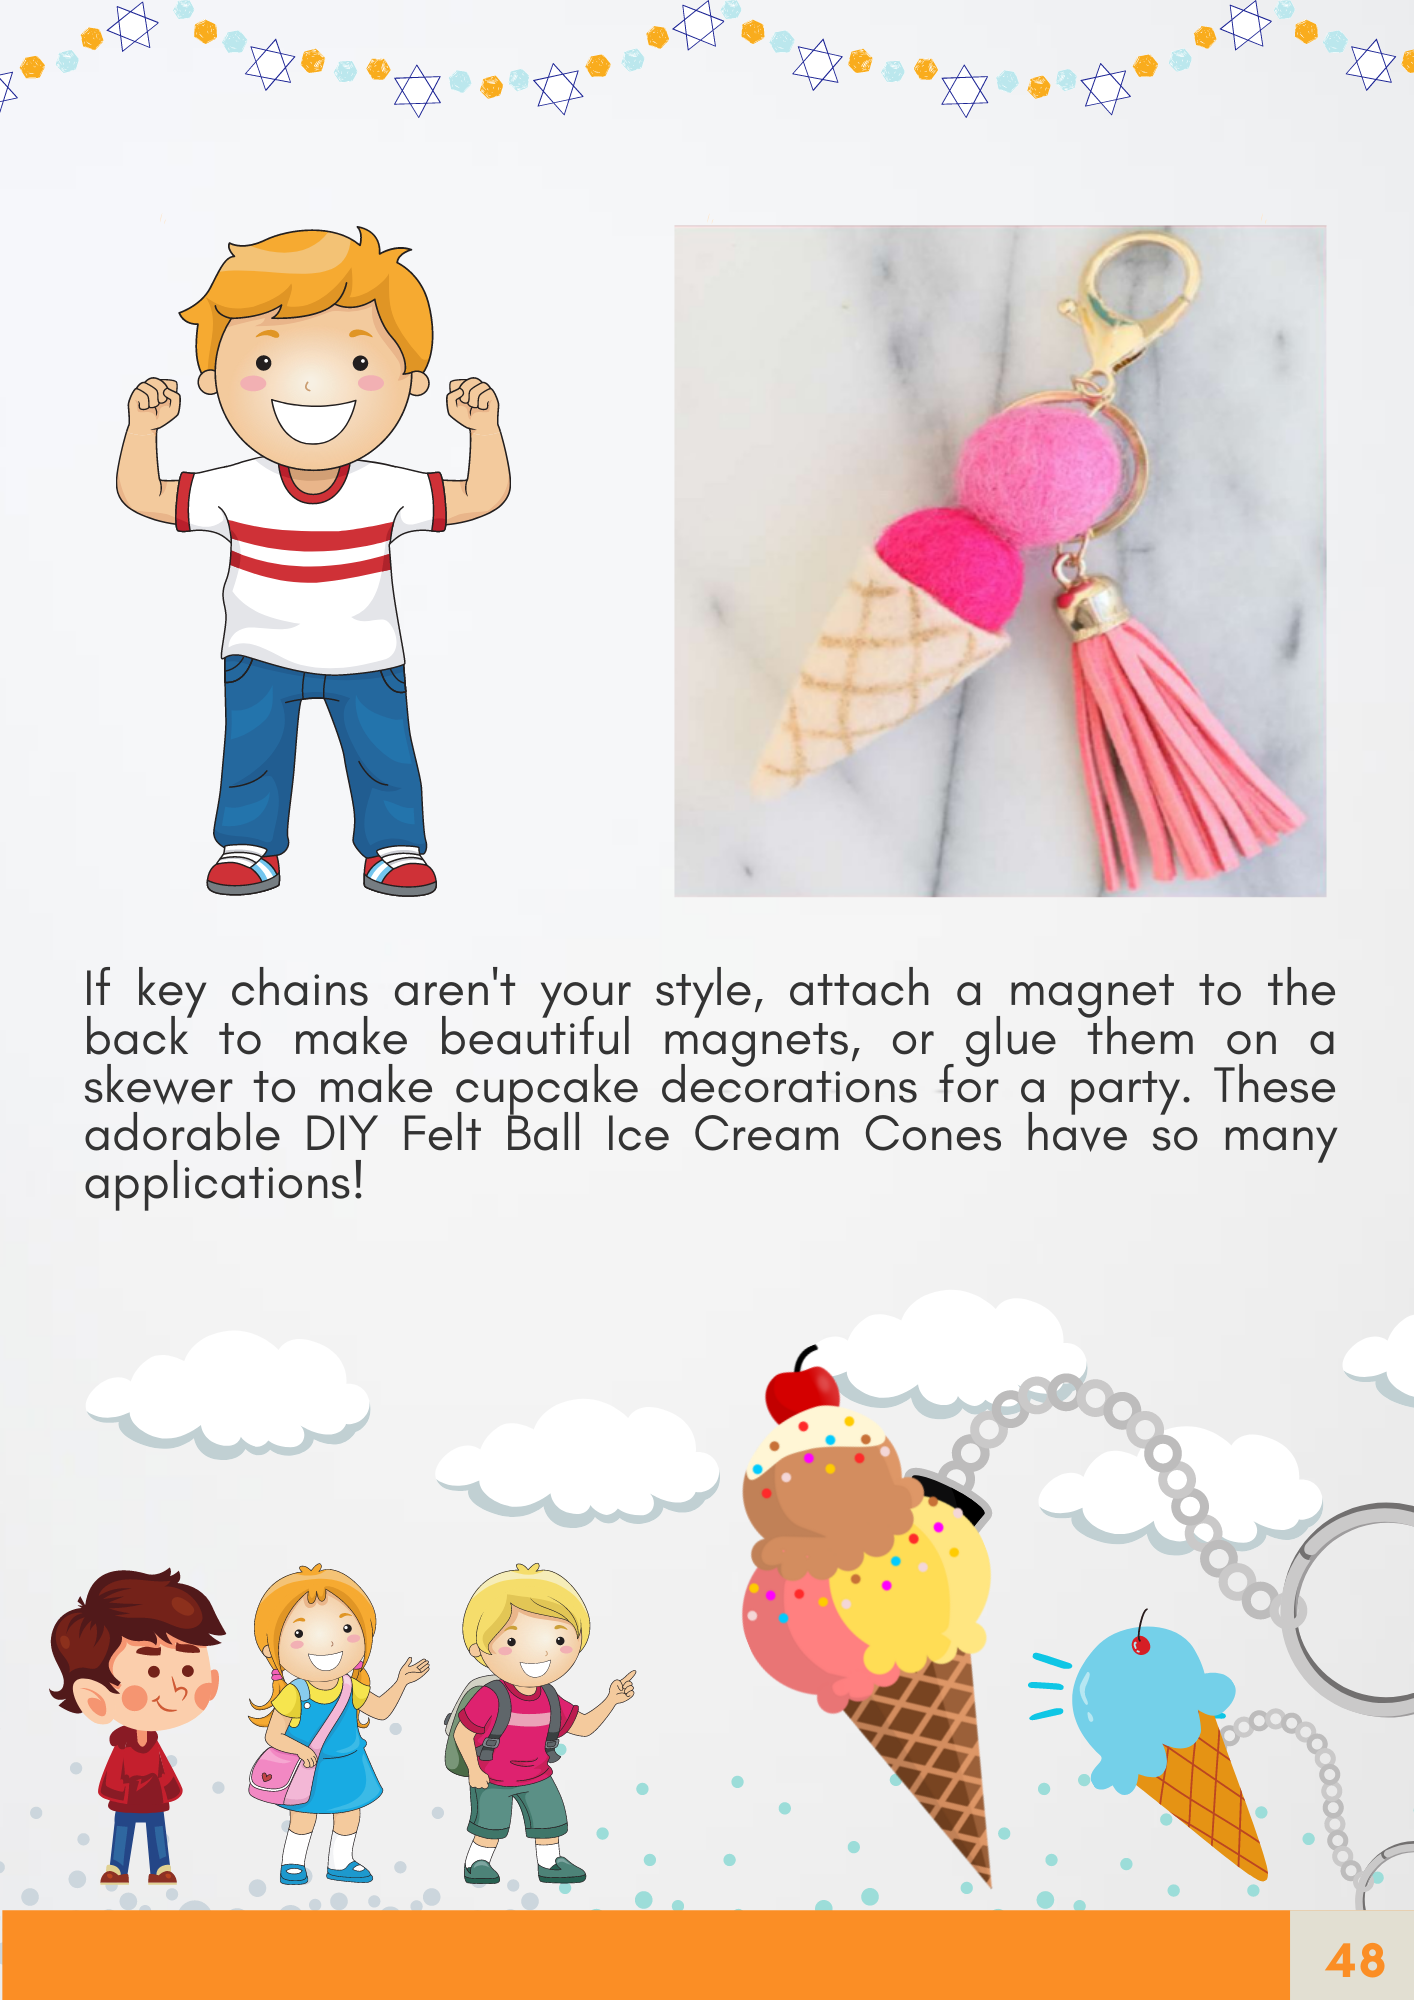 If key chains aren't your style, attach a magnet to the
back to make beautiful magnets, or glue them on a
skewer to make cupcake decorations for a party. These
adorable DIY Felt Ball Ice Cream Cones have so many
applications!
48